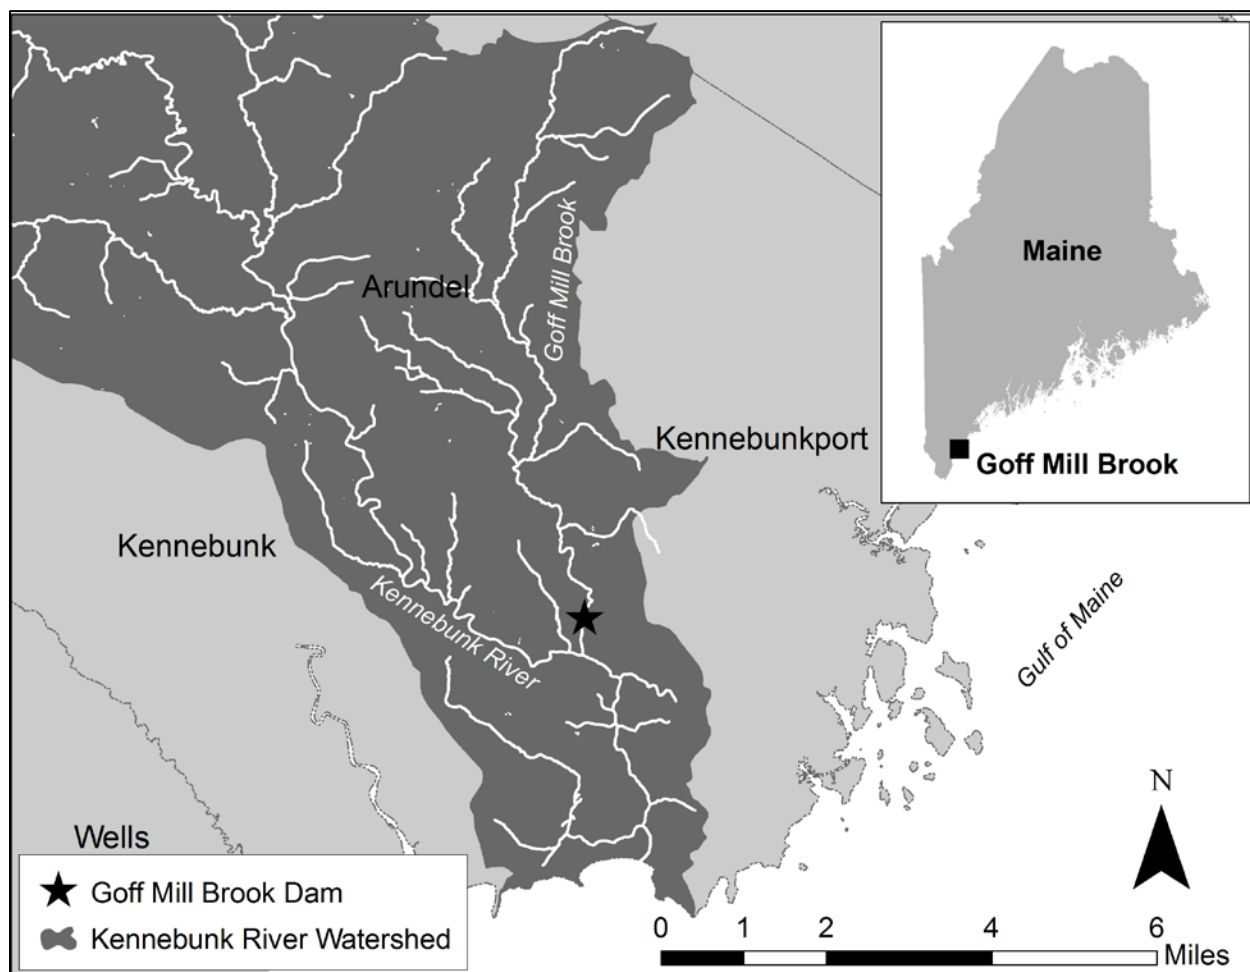 Maine
Goff Mill Brook
Goff Mill Brook
Arundel
Kennebunkport
Kennebunk
Kennebunk River
Gulf of Maine
Wells
N
Goff Mill Brook Dam
Kennebunk River Watershed
0 1 2 4 6
Miles